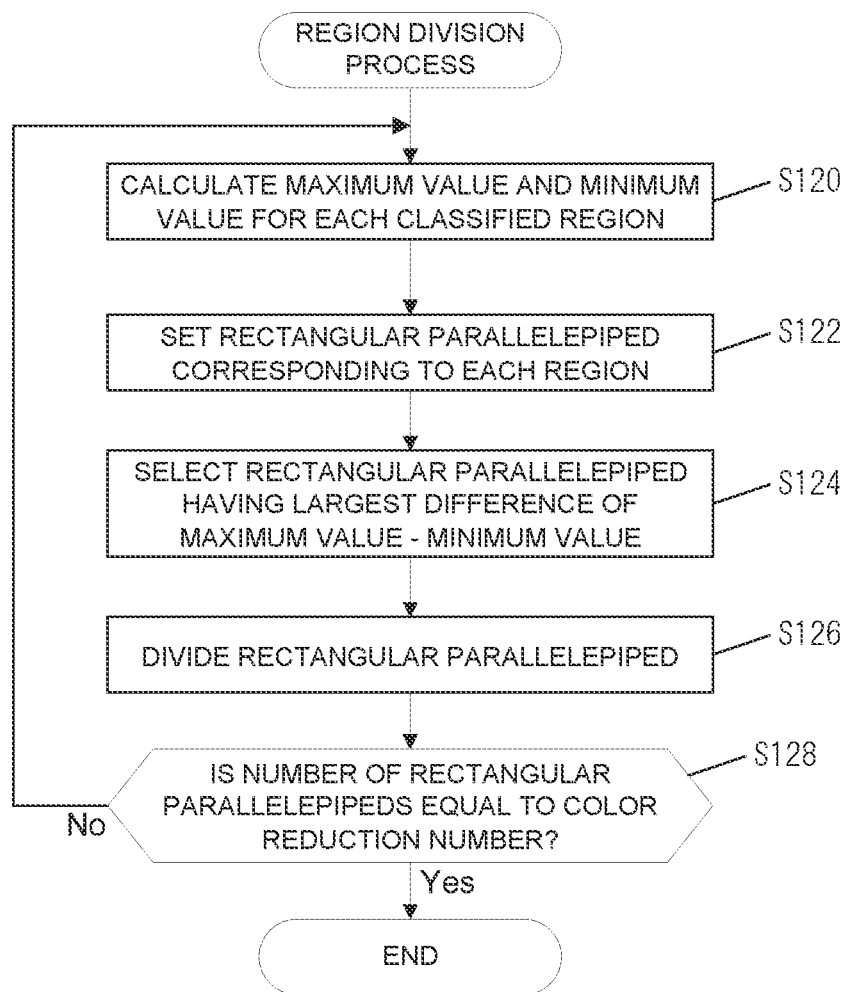 REGION DIVISION
PROCESS
CALCULATE MAXIMUM VALUE AND MINIMUM
VALUE FOR EACH CLASSIFIED REGION
S120
SET RECTANGULAR PARALLELEPIPED
CORRESPONDING TO EACH REGION
S122
SELECT RECTANGULAR PARALLELEPIPED
HAVING LARGEST DIFFERENCE OF
MAXIMUM VALUE - MINIMUM VALUE
S124
DIVIDE RECTANGULAR PARALLELEPIPED
S126
IS NUMBER OF RECTANGULAR
PARALLELEPIPEDS EQUAL TO COLOR
REDUCTION NUMBER?
S128
No
Yes
END